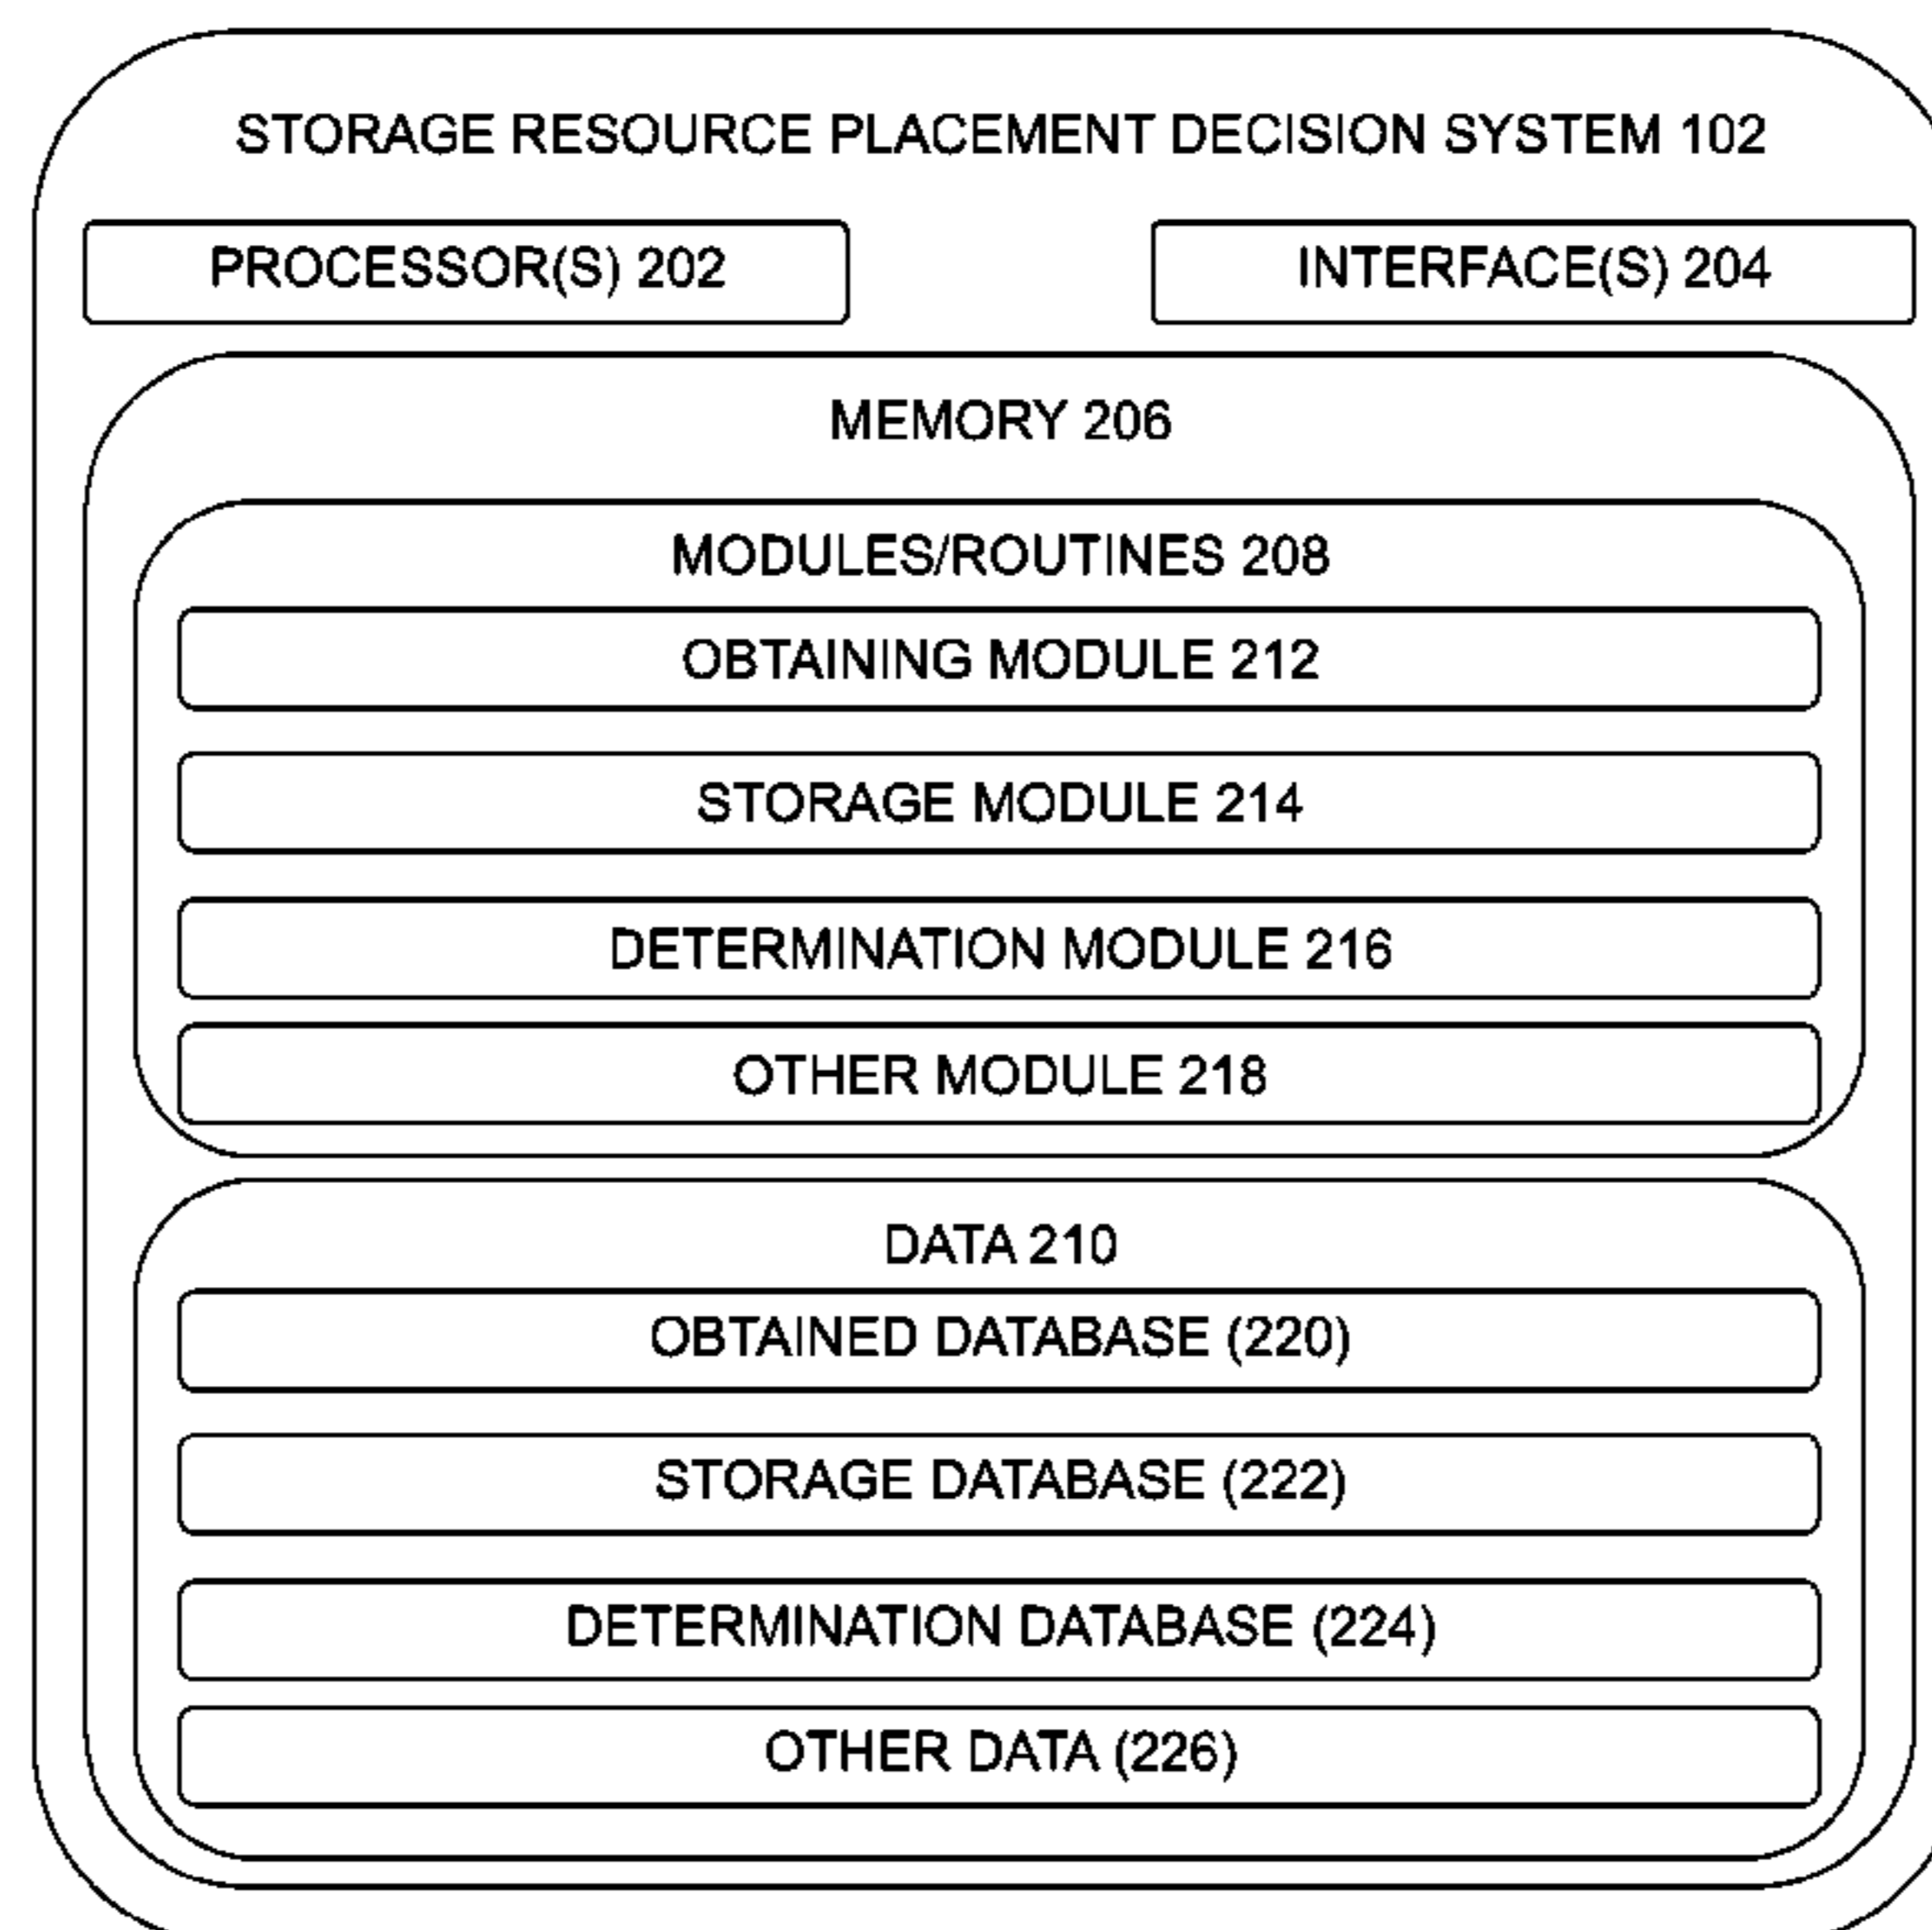 STORAGE RESOURCE PLACEMENT DECISION SYSTEM 102
PROCESSOR(S) 202
INTERFACE(S) 204
MEMORY 206
MODULES/ROUTINES 208
OBTAINING MODULE 212
STORAGE MODULE 214
DETERMINATION MODULE 216
OTHER MODULE 218
DATA 210
OBTAINED DATABASE (220)
STORAGE DATABASE (222)
DETERMINATION DATABASE (224)
OTHER DATA (226)